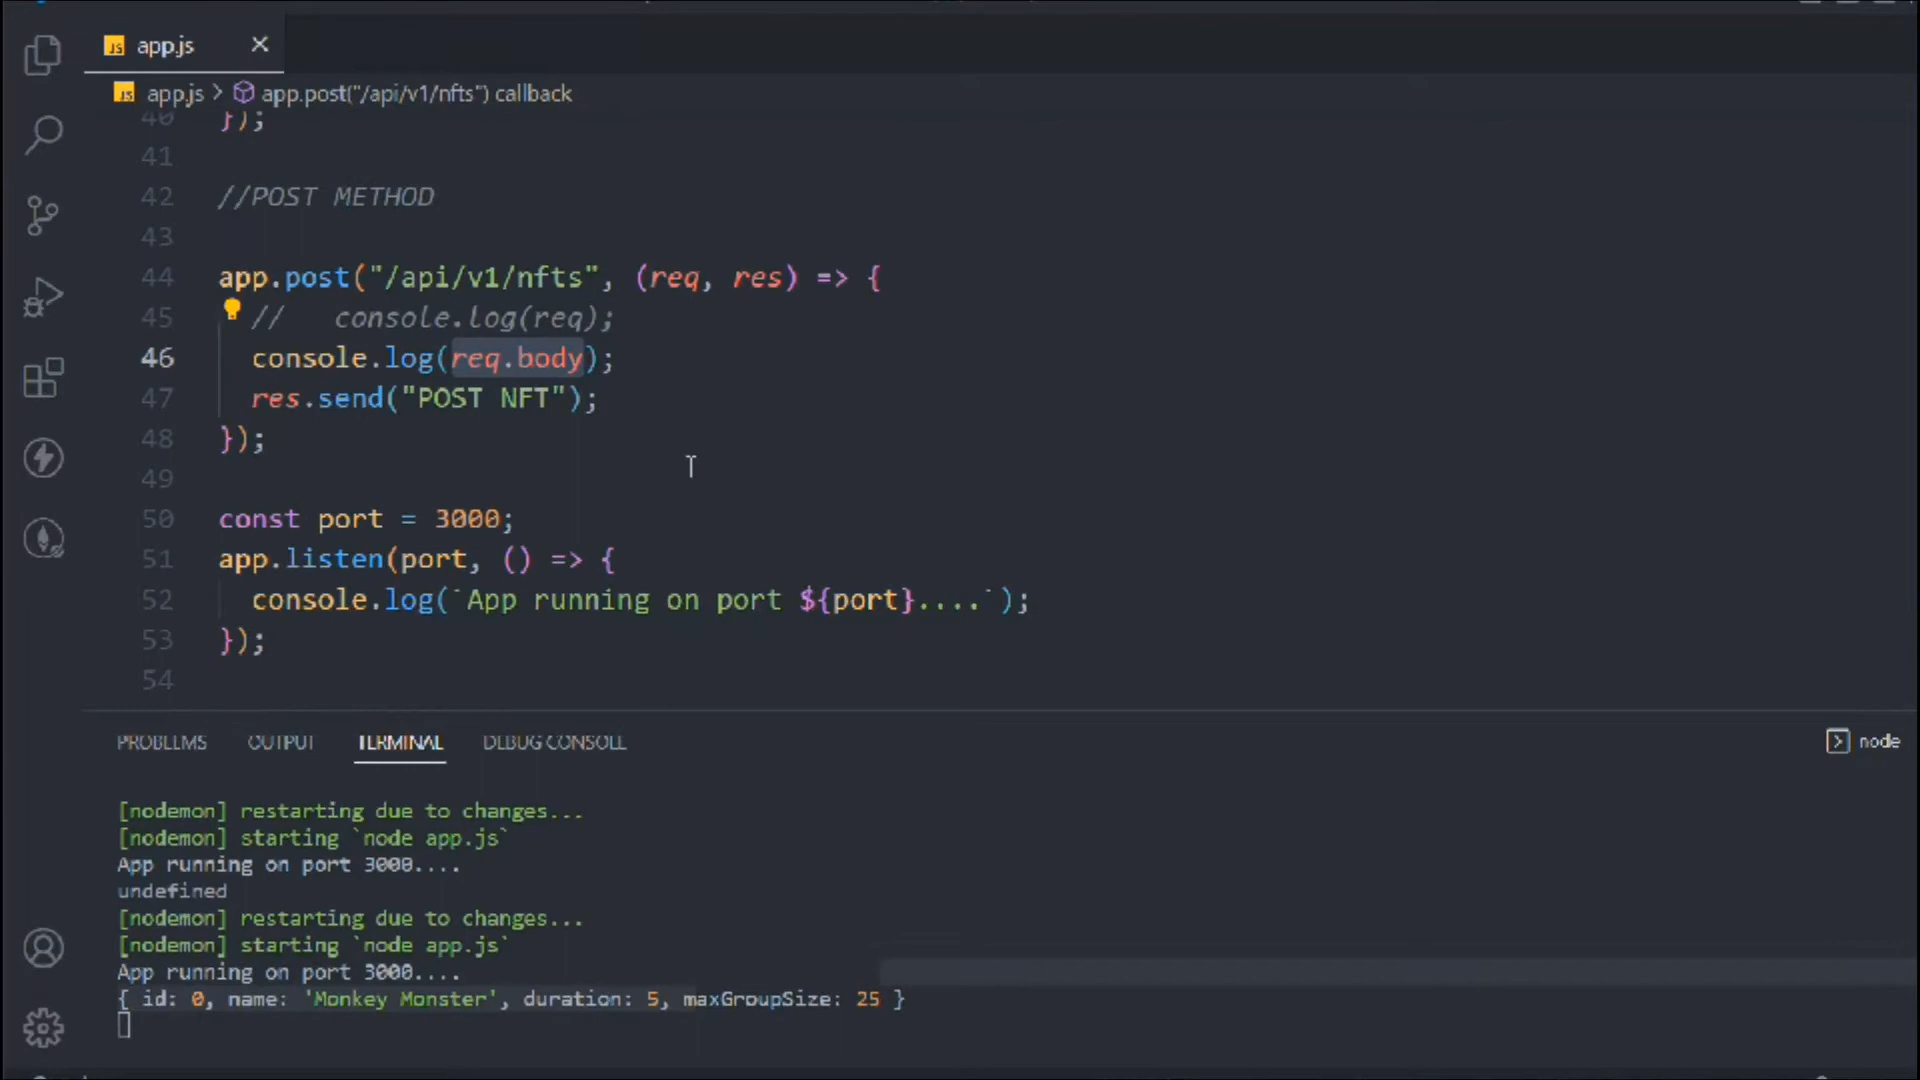 JS app.js
JS app.js > app.post("/api/v1/nfts") callback
40 });
41
42 //POST METHOD
43
44 app.post("/api/v1/nfts", (req, res) => {
45 //   console.log(req);
46 console.log(req.body);
47 res.send("POST NFT");
48 });
49
50 const port = 3000;
51 app.listen(port, () => {
52 console.log(`App running on port ${port}....`);
53 });
54
PROBLEMS OUTPUT TERMINAL DEBUG CONSOLE node
[nodemon] restarting due to changes...
[nodemon] starting `node app.js`
App running on port 3000....
undefined
[nodemon] restarting due to changes...
[nodemon] starting `node app.js`
App running on port 3000....
{ id: 0, name: 'Monkey Monster', duration: 5, maxGroupSize: 25 }